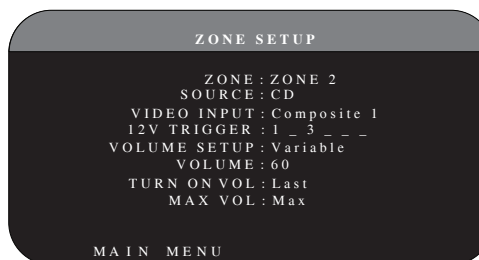 ZONE SETUP
ZONE : ZONE 2
SOURCE : CD
VIDEO INPUT : Composite 1
12V TRIGGER : 1 _ 3 _ _ _
VOLUME SETUP : Variable
VOLUME : 60
TURN ON VOL : Last
MAX VOL : Max
MAIN MENU